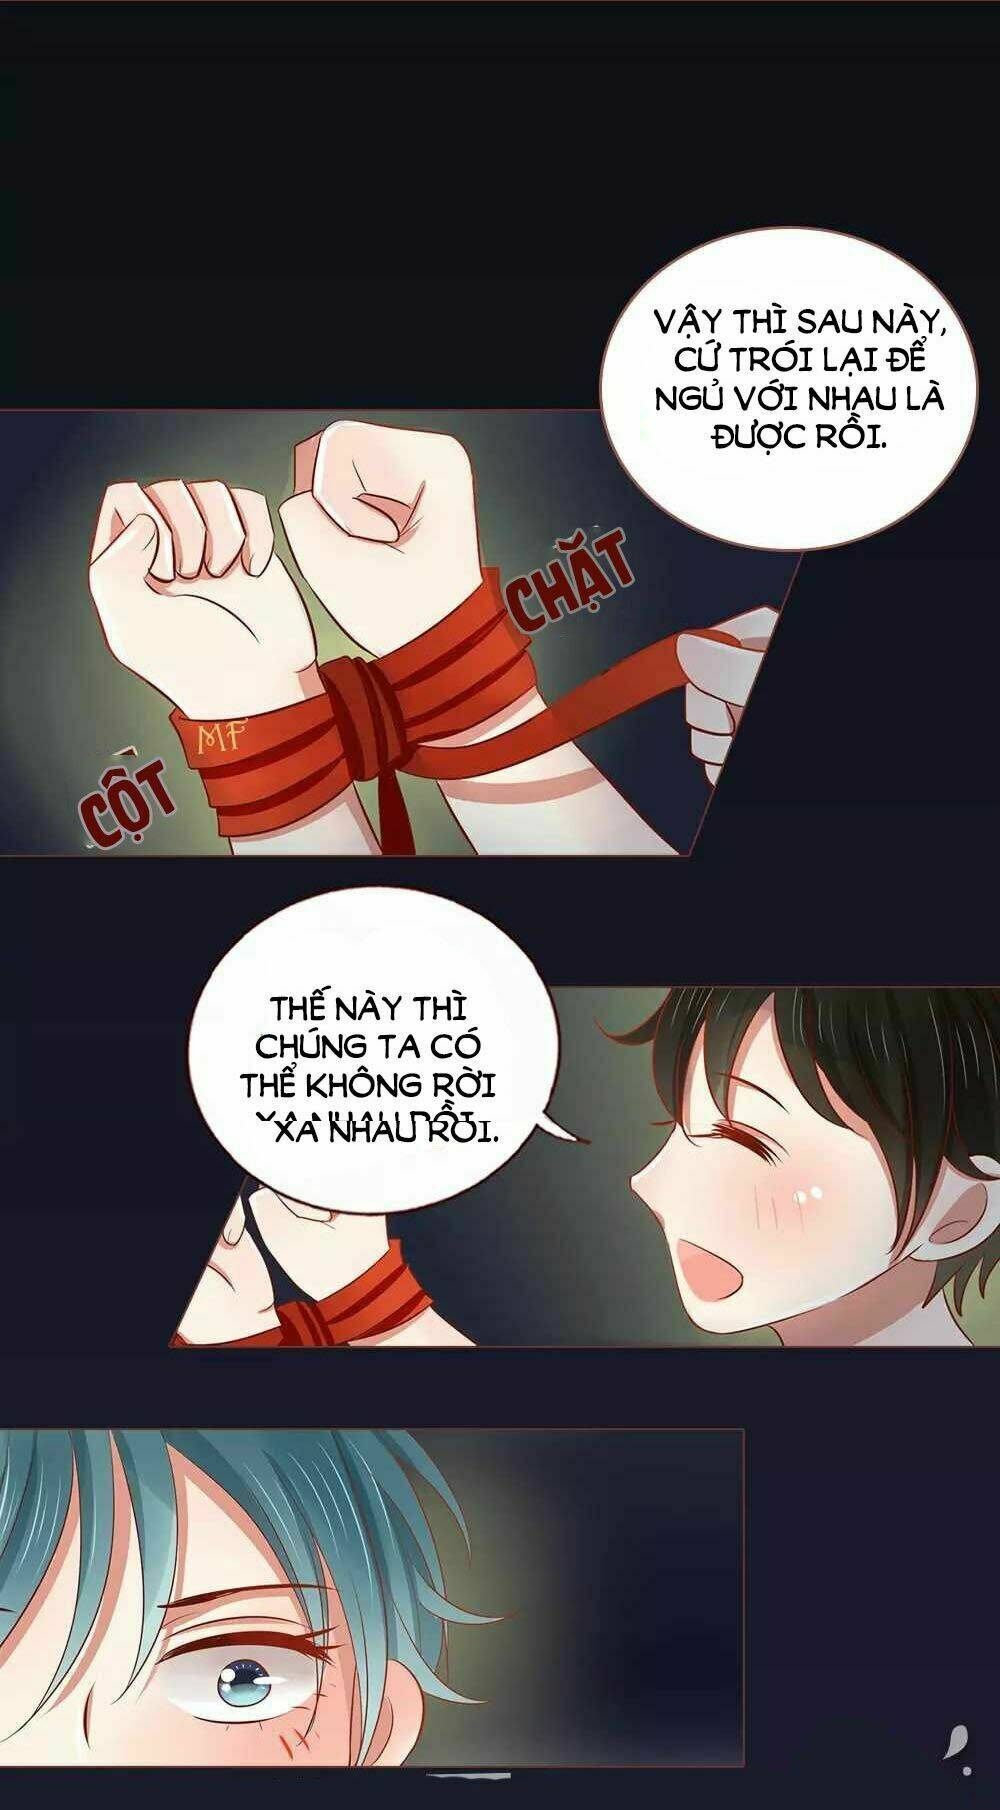 VẬY THÌ SAU NÀY,
CỨ TRÓI LẠI ĐỂ
NGỦ VỚI NHAU LÀ
ĐƯỢC RỒI.
CHẶT
MF
CỘT
THẾ NÀY THÌ
CHÚNG TA CÓ
THỂ KHÔNG RỜI
XA NHAU RỒI.